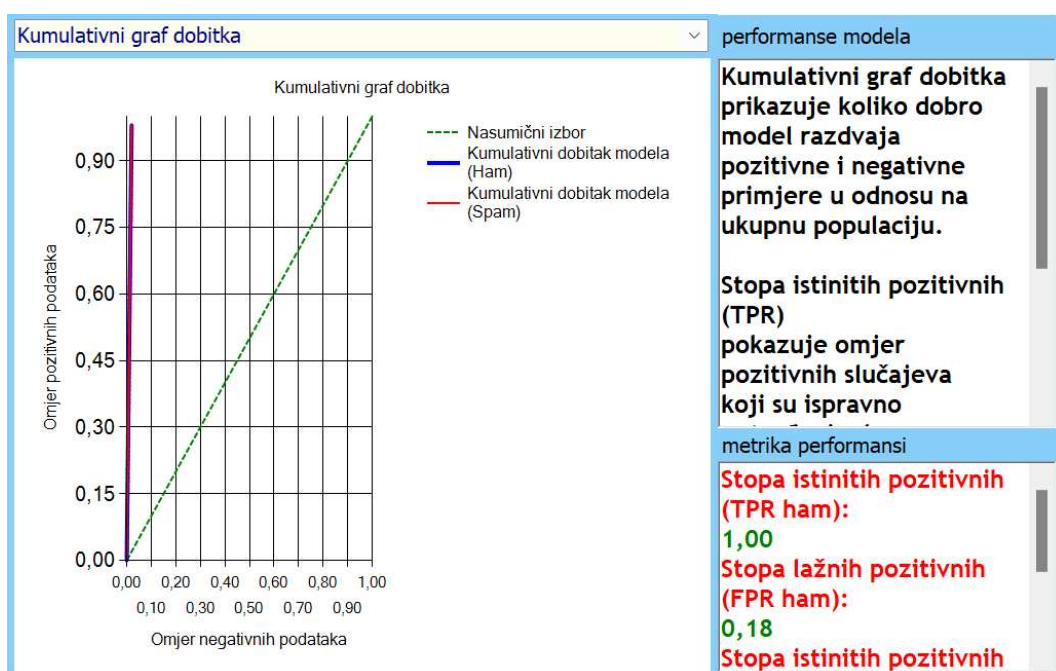 Kumulativni graf dobitka
Kumulativni graf dobitka
0,90
0,75
0,60
0,45
0,30
0,15
0,00
Omjer pozitivnih podataka
0,00 0,20 0,40 0,60 0,80 1,00
0,10 0,30 0,50 0,70 0,90
Omjer negativnih podataka
Nasumični izbor
Kumulativni dobitak modela
(Ham)
Kumulativni dobitak modela
(Spam)
performanse modela
Kumulativni graf dobitka
prikazuje koliko dobro
model razdvaja
pozitivne i negativne
primjere u odnosu na
ukupnu populaciju.
Stopa istinitih pozitivnih
(TPR)
pokazuje omjer
pozitivnih slučajeva
koji su ispravno
metrika performansi
Stopa istinitih pozitivnih
(TPR ham):
1,00
Stopa lažnih pozitivnih
(FPR ham):
0,18
Stopa istinitih pozitivnih